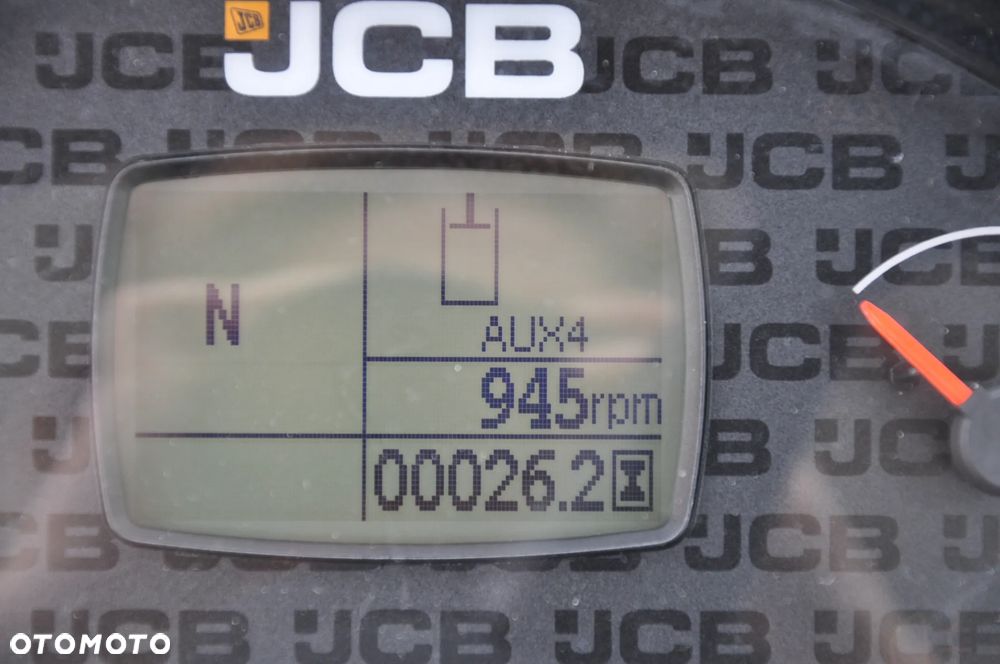 JCB
N
AUX4
945rpm
00026.2
OTOMOTO